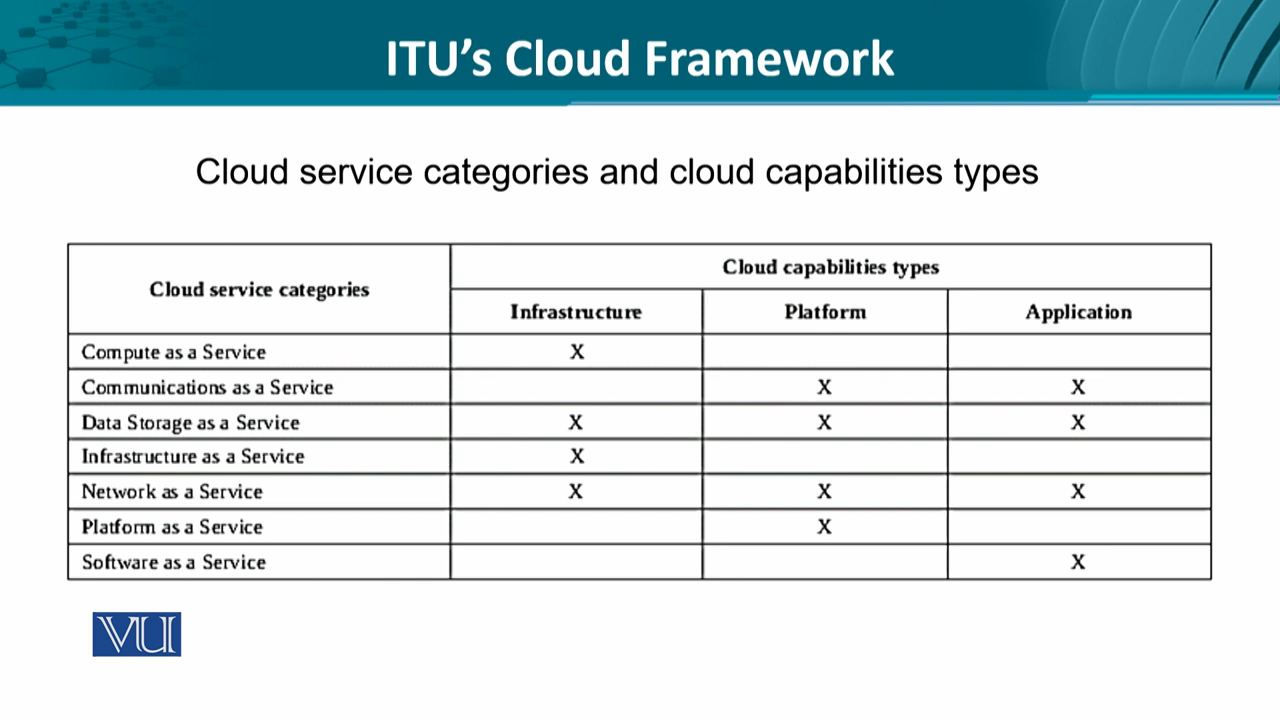 ITU's Cloud Framework
Cloud service categories and cloud capabilities types
Cloud service categories
Cloud capabilities types
Infrastructure Platform Application
Compute as a Service X
Communications as a Service X X
Data Storage as a Service X X X
Infrastructure as a Service X
Network as a Service X X X
Platform as a Service X
Software as a Service X
VU